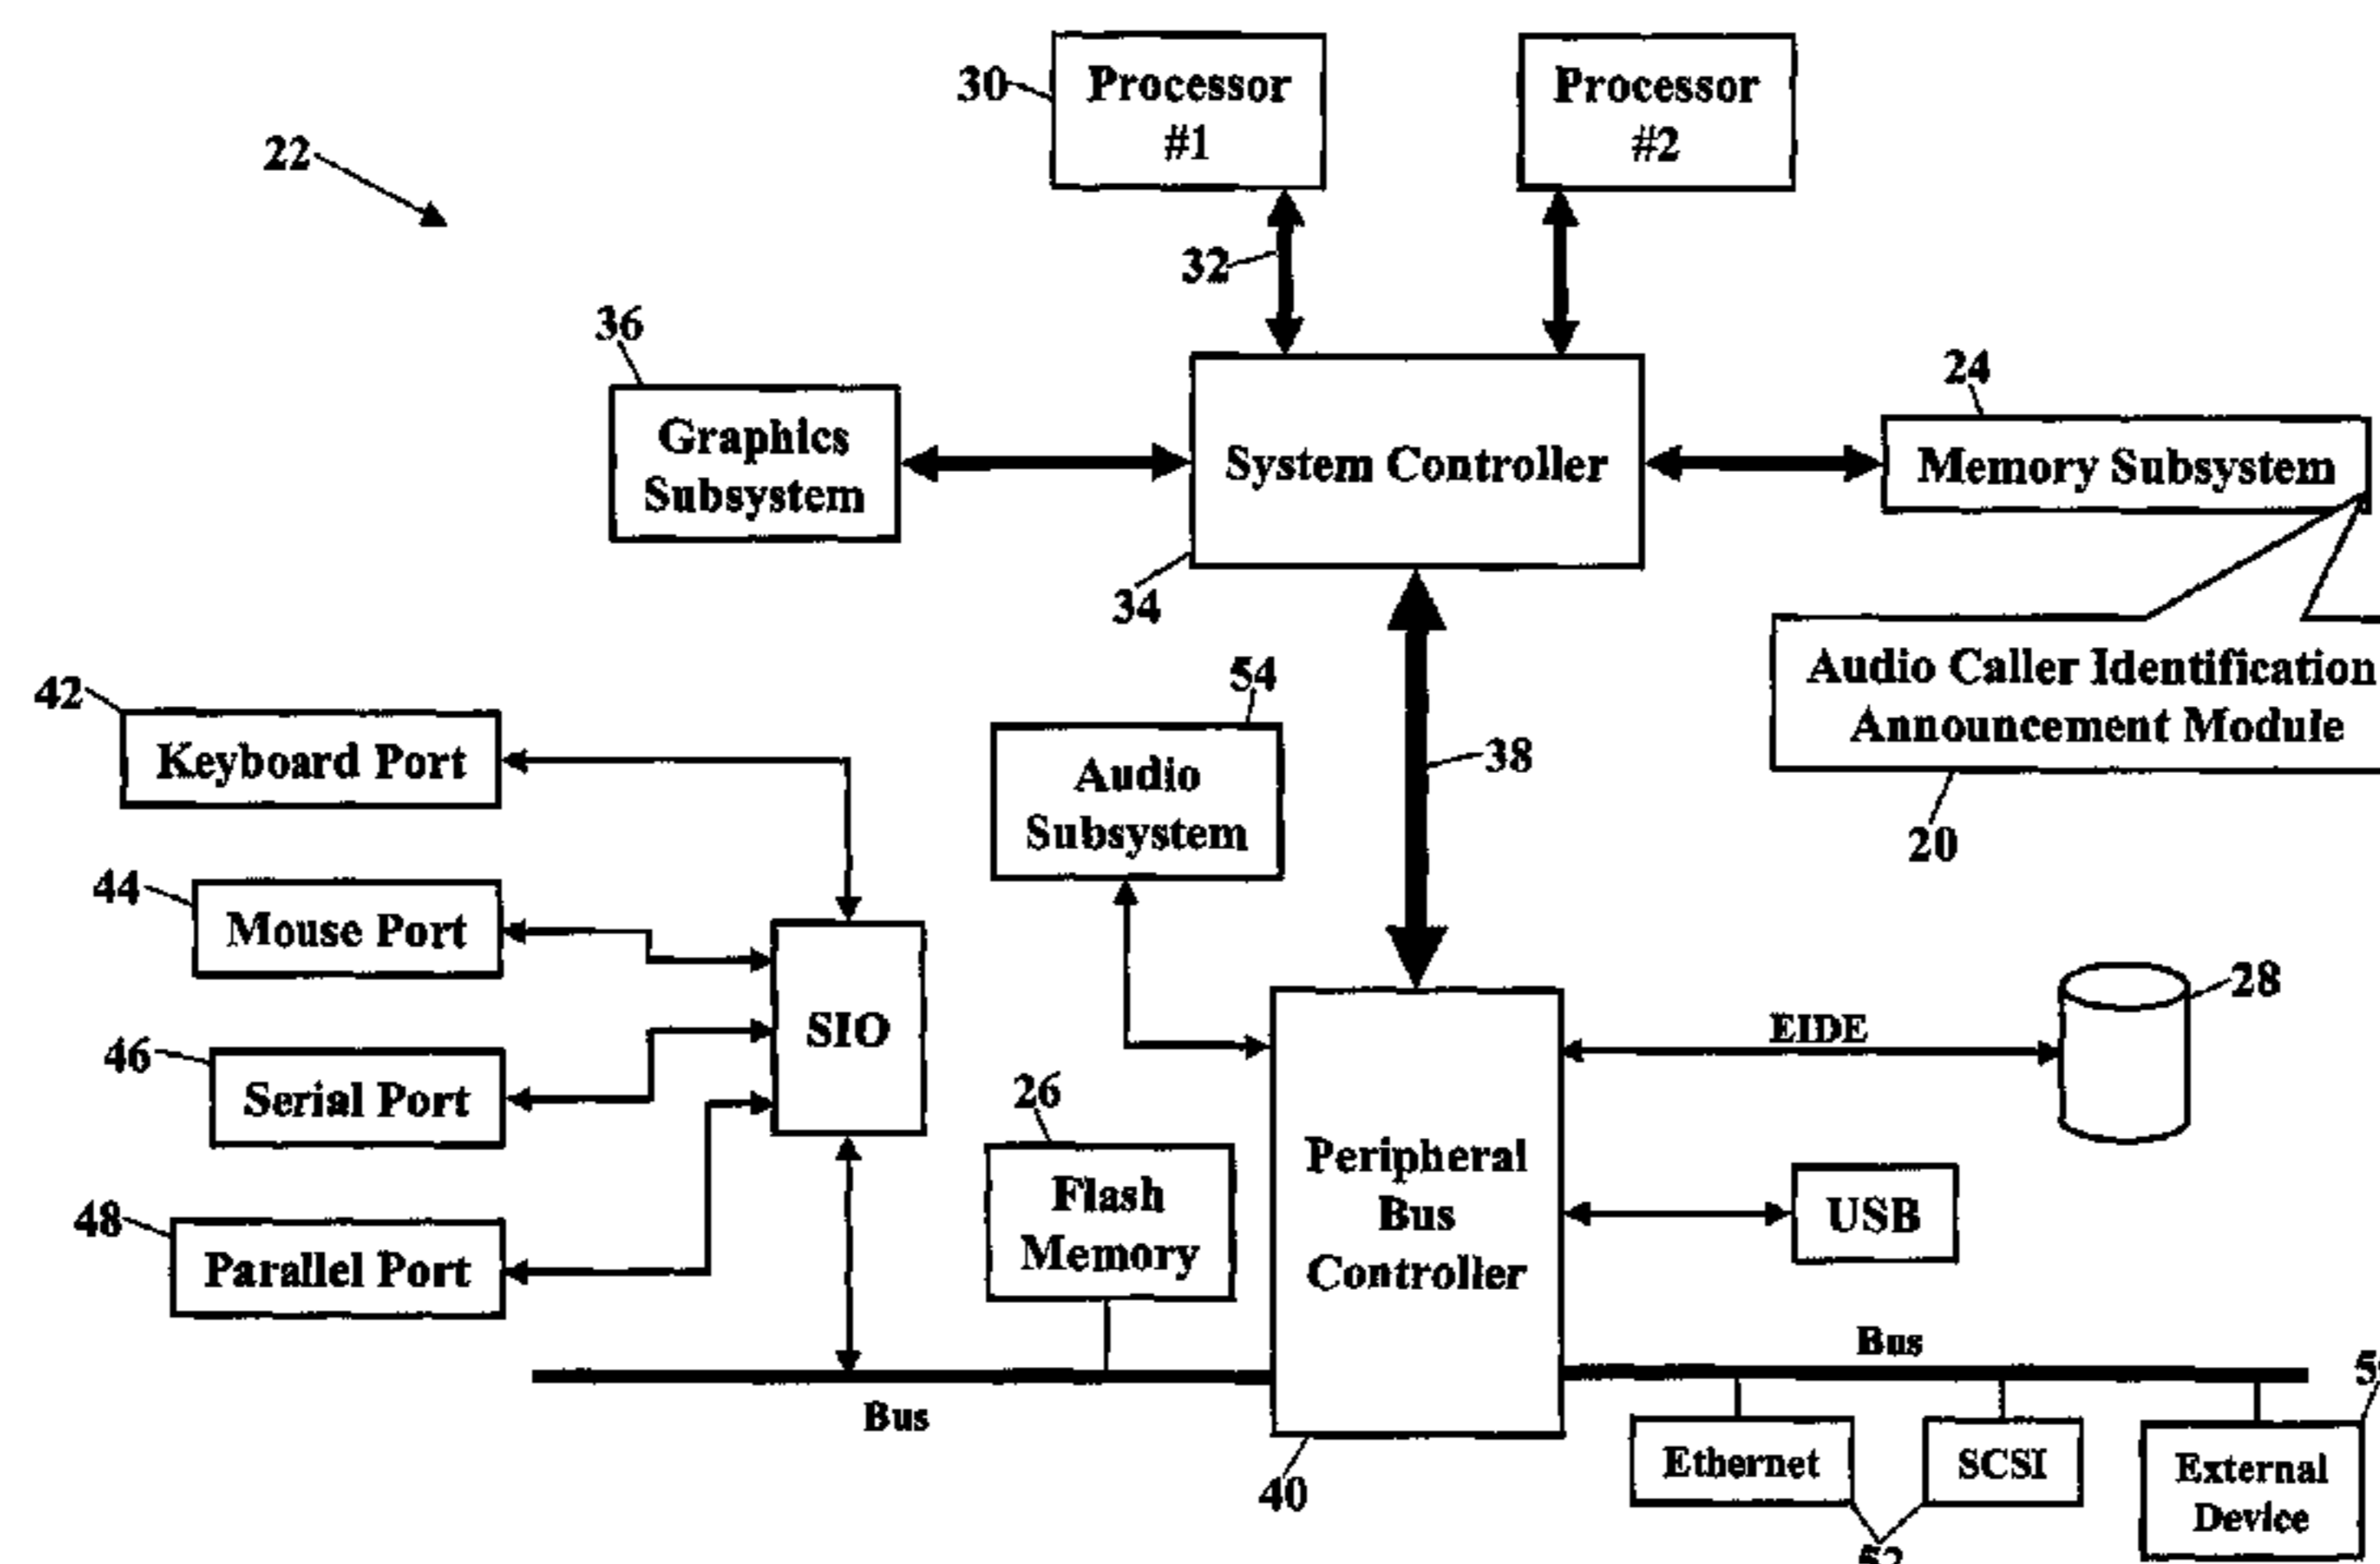 Processor
#1
Processor
#2
30
22
32
36
Graphics
Subsystem
System Controller
24
Memory Subsystem
34
Audio Caller Identification
Announcement Module
20
54
Audio
Subsystem
38
42
Keyboard Port
44
Mouse Port
46
Serial Port
48
Parallel Port
SIO
26
Flash
Memory
Peripheral
Bus
Controller
EIDE
28
USB
Bus
Bus
40
Ethernet
SCSI
External
Device
52